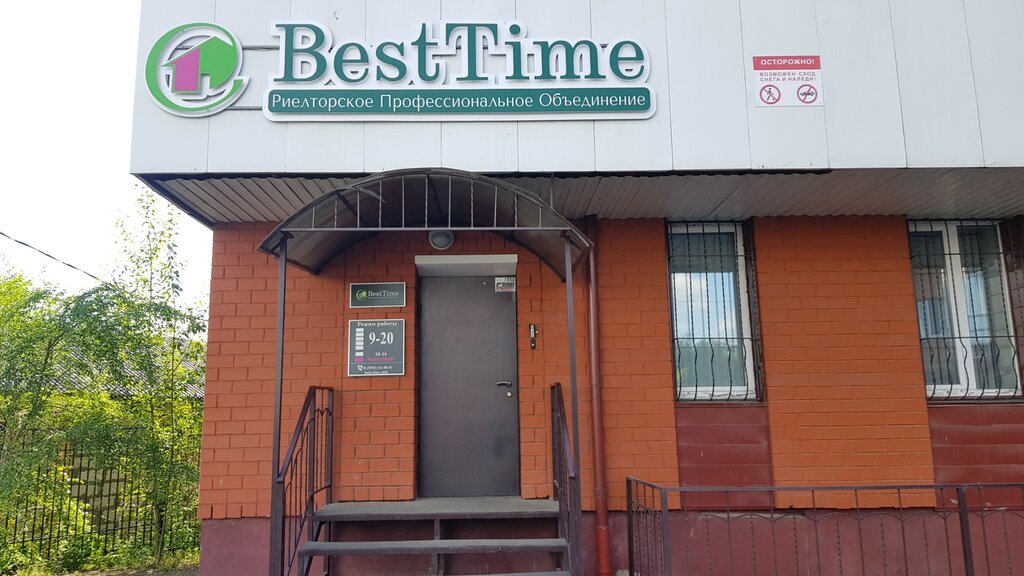 BestTime
Риелторское Профессиональное Объединение
ОСТОРОЖНО!
ВОЗМОЖЕН СХОД
СНЕГА И НАЛЕДИ!
BestTime
Режим работы
9-20
10-16